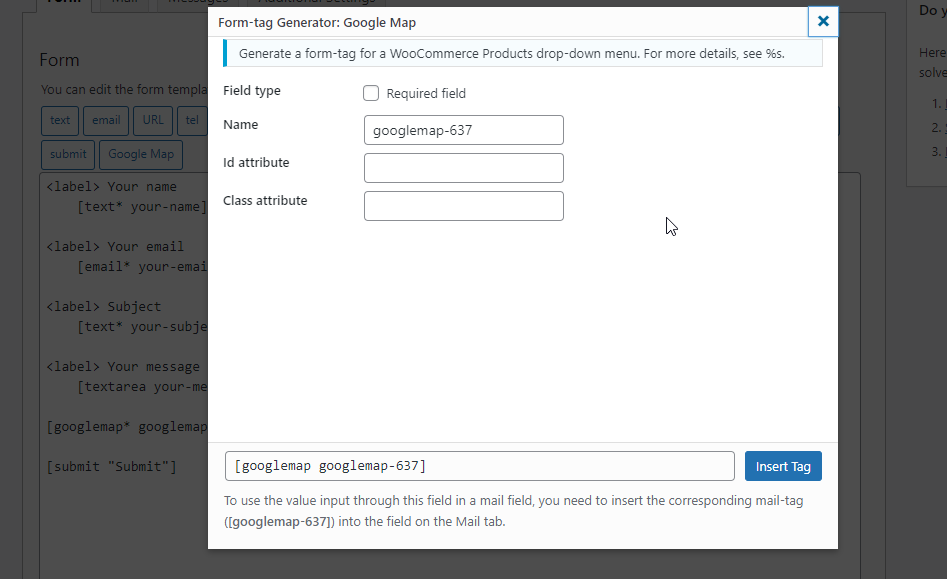 Form Mail Messages Additional Settings
Form-tag Generator: Google Map
Do y
Generate a form-tag for a WooCommerce Products drop-down menu. For more details, see %s.
Form
Here
You can edit the form templa
solve
Field type
Required field
text
email
URL
tel
1.
Name
googlemap-637
2.
submit
Google Map
3.
Id attribute
<label> Your name
[text* your-name]
Class attribute
<label> Your email
[email* your-emai
<label> Subject
[text* your-subje
<label> Your message
[textarea your-me
[googlemap* googlemap
[submit "Submit"]
[googlemap googlemap-637]
Insert Tag
To use the value input through this field in a mail field, you need to insert the corresponding mail-tag
([googlemap-637]) into the field on the Mail tab.